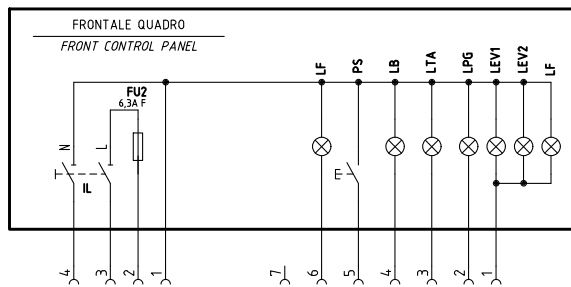 FRONTALE QUADRO
FRONT CONTROL PANEL
LF PS LB LTA LPG LEV1 LEV2 LF
FU2
6,3A F
N L
IL
4 3 2 1 7 6 5 4 3 2 1